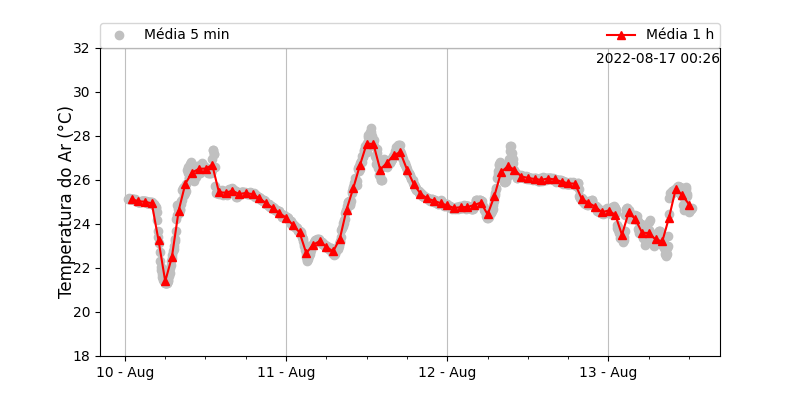 Média 5 min
Média 1 h
2022-08-17 00:26
Temperatura do Ar (°C)
32
30
28
26
24
22
20
18
10 - Aug
11 - Aug
12 - Aug
13 - Aug